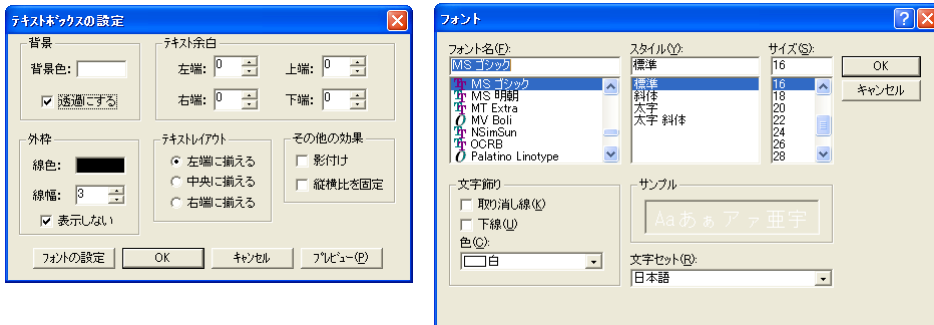 テキストボックスの設定
背景
背景色:
透過にする
テキスト余白
左端: 0
上端: 0
右端: 0
下端: 0
外枠
線色:
線幅: 3
表示しない
テキストレイアウト
左端に揃える
中央に揃える
右端に揃える
その他の効果
影付け
縦横比を固定
フォントの設定
OK
キャンセル
プレビュー(P)
フォント
フォント名(F):
MS ゴシック
MS ゴシック
MS 明朝
MT Extra
MV Boli
NSimSun
OCRB
Palatino Linotype
スタイル(Y):
標準
標準
斜体
太字
太字 斜体
サイズ(S):
16
16
18
20
22
24
26
28
OK
キャンセル
文字飾り
取り消し線(K)
下線(U)
色(C):
白
サンプル
Aaあぁアァ亜宇
文字セット(R):
日本語